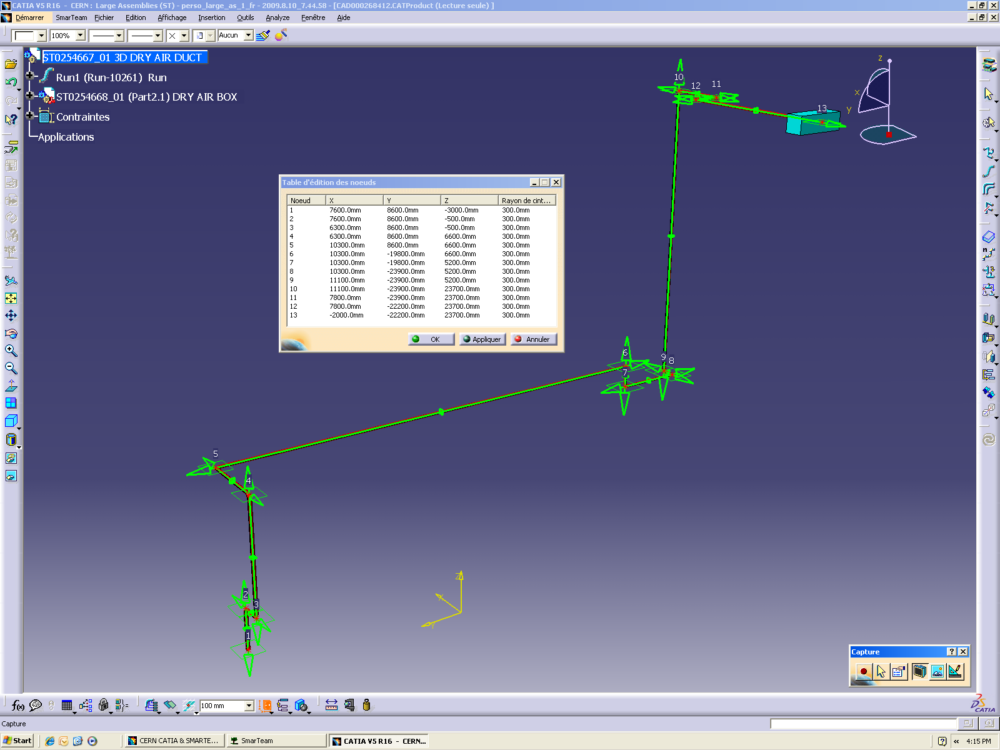 CATIA V5 R16 - CERN : Large Assemblies (ST) - perso_large_as_1_fr - 2009.8.10_7.44.58 - [CAD000268412.CATProduct (Lecture seule) ]
Démarrer SmarTeam Fichier Edition Affichage Insertion Outils Analyze Fenêtre Aide
100% Aucun
ST0254667_01 3D DRY AIR DUCT
Run1 (Run-10261) Run
ST0254668_01 (Part2.1) DRY AIR BOX
Contraintes
Applications
z
x
y
10
12
11
13
Table d'édition des noeuds
Noeud X Y Z Rayon de cint...
1 7600.0mm 8600.0mm -3000.0mm 300.0mm
2 7600.0mm 8600.0mm -500.0mm 300.0mm
3 6300.0mm 8600.0mm -500.0mm 300.0mm
4 6300.0mm 8600.0mm 6600.0mm 300.0mm
5 10300.0mm 8600.0mm 6600.0mm 300.0mm
6 10300.0mm -19800.0mm 6600.0mm 300.0mm
7 10300.0mm -19800.0mm 5200.0mm 300.0mm
8 10300.0mm -23900.0mm 5200.0mm 300.0mm
9 11100.0mm -23900.0mm 5200.0mm 300.0mm
10 11100.0mm -23900.0mm 23700.0mm 300.0mm
11 7800.0mm -23900.0mm 23700.0mm 300.0mm
12 7800.0mm -22200.0mm 23700.0mm 300.0mm
13 -2000.0mm -22200.0mm 23700.0mm 300.0mm
OK Appliquer Annuler
6
9
8
7
5
4
2
3
1
Z
X
Y
Capture
f(x) 100 mm
CATIA
Capture
Start CERN CATIA & SMARTE... SmarTeam CATIA V5 R16 - CERN... 4:15 PM